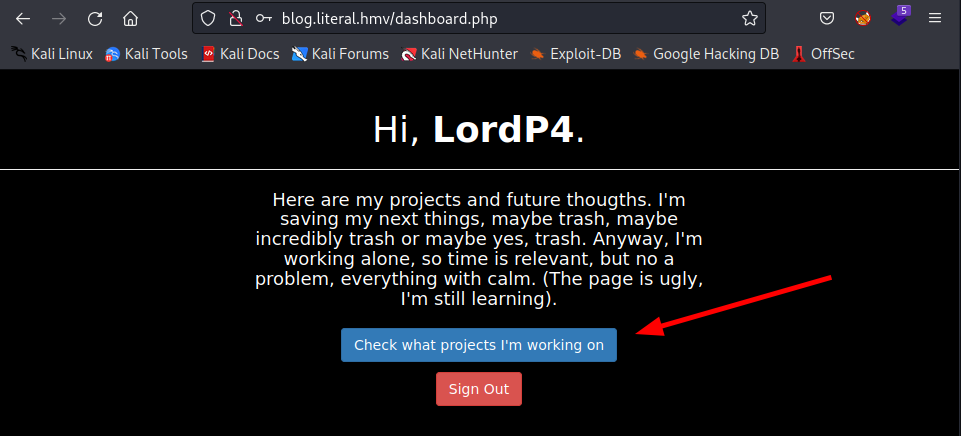 blog.literal.hmv/dashboard.php
5
Kali Linux Kali Tools Kali Docs Kali Forums Kali NetHunter Exploit-DB Google Hacking DB OffSec
Hi, LordP4.
Here are my projects and future thougths. I'm
saving my next things, maybe trash, maybe
incredibly trash or maybe yes, trash. Anyway, I'm
working alone, so time is relevant, but no a
problem, everything with calm. (The page is ugly,
I'm still learning).
Check what projects I'm working on
Sign Out